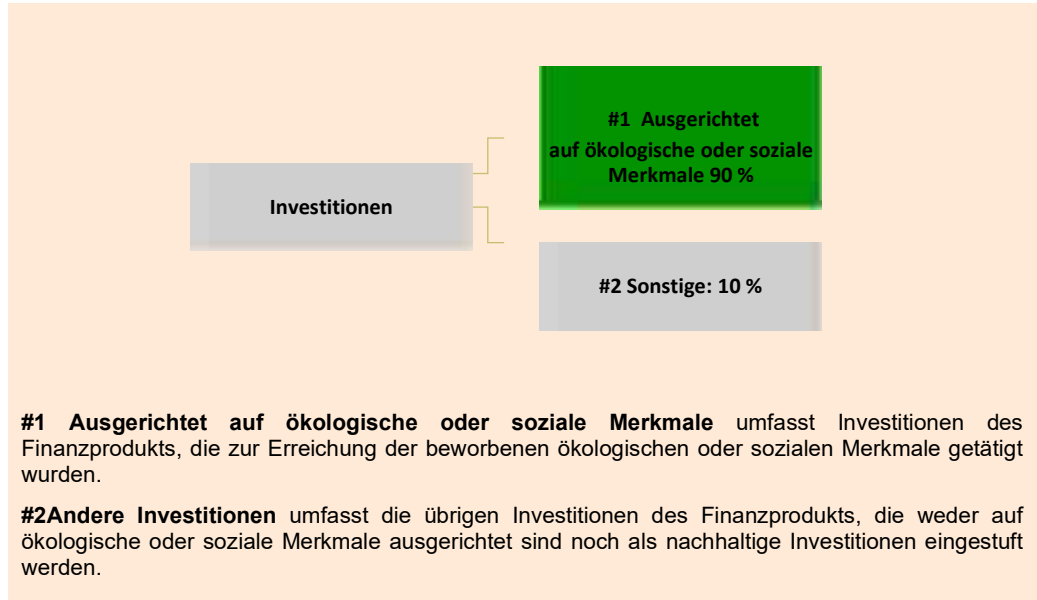 #1 Ausgerichtet
auf ökologische oder soziale
Merkmale 90 %
Investitionen
#2 Sonstige: 10 %
#1 Ausgerichtet auf ökologische oder soziale Merkmale umfasst Investitionen des
Finanzprodukts, die zur Erreichung der beworbenen ökologischen oder sozialen Merkmale getätigt
wurden.
#2Andere Investitionen umfasst die übrigen Investitionen des Finanzprodukts, die weder auf
ökologische oder soziale Merkmale ausgerichtet sind noch als nachhaltige Investitionen eingestuft
werden.